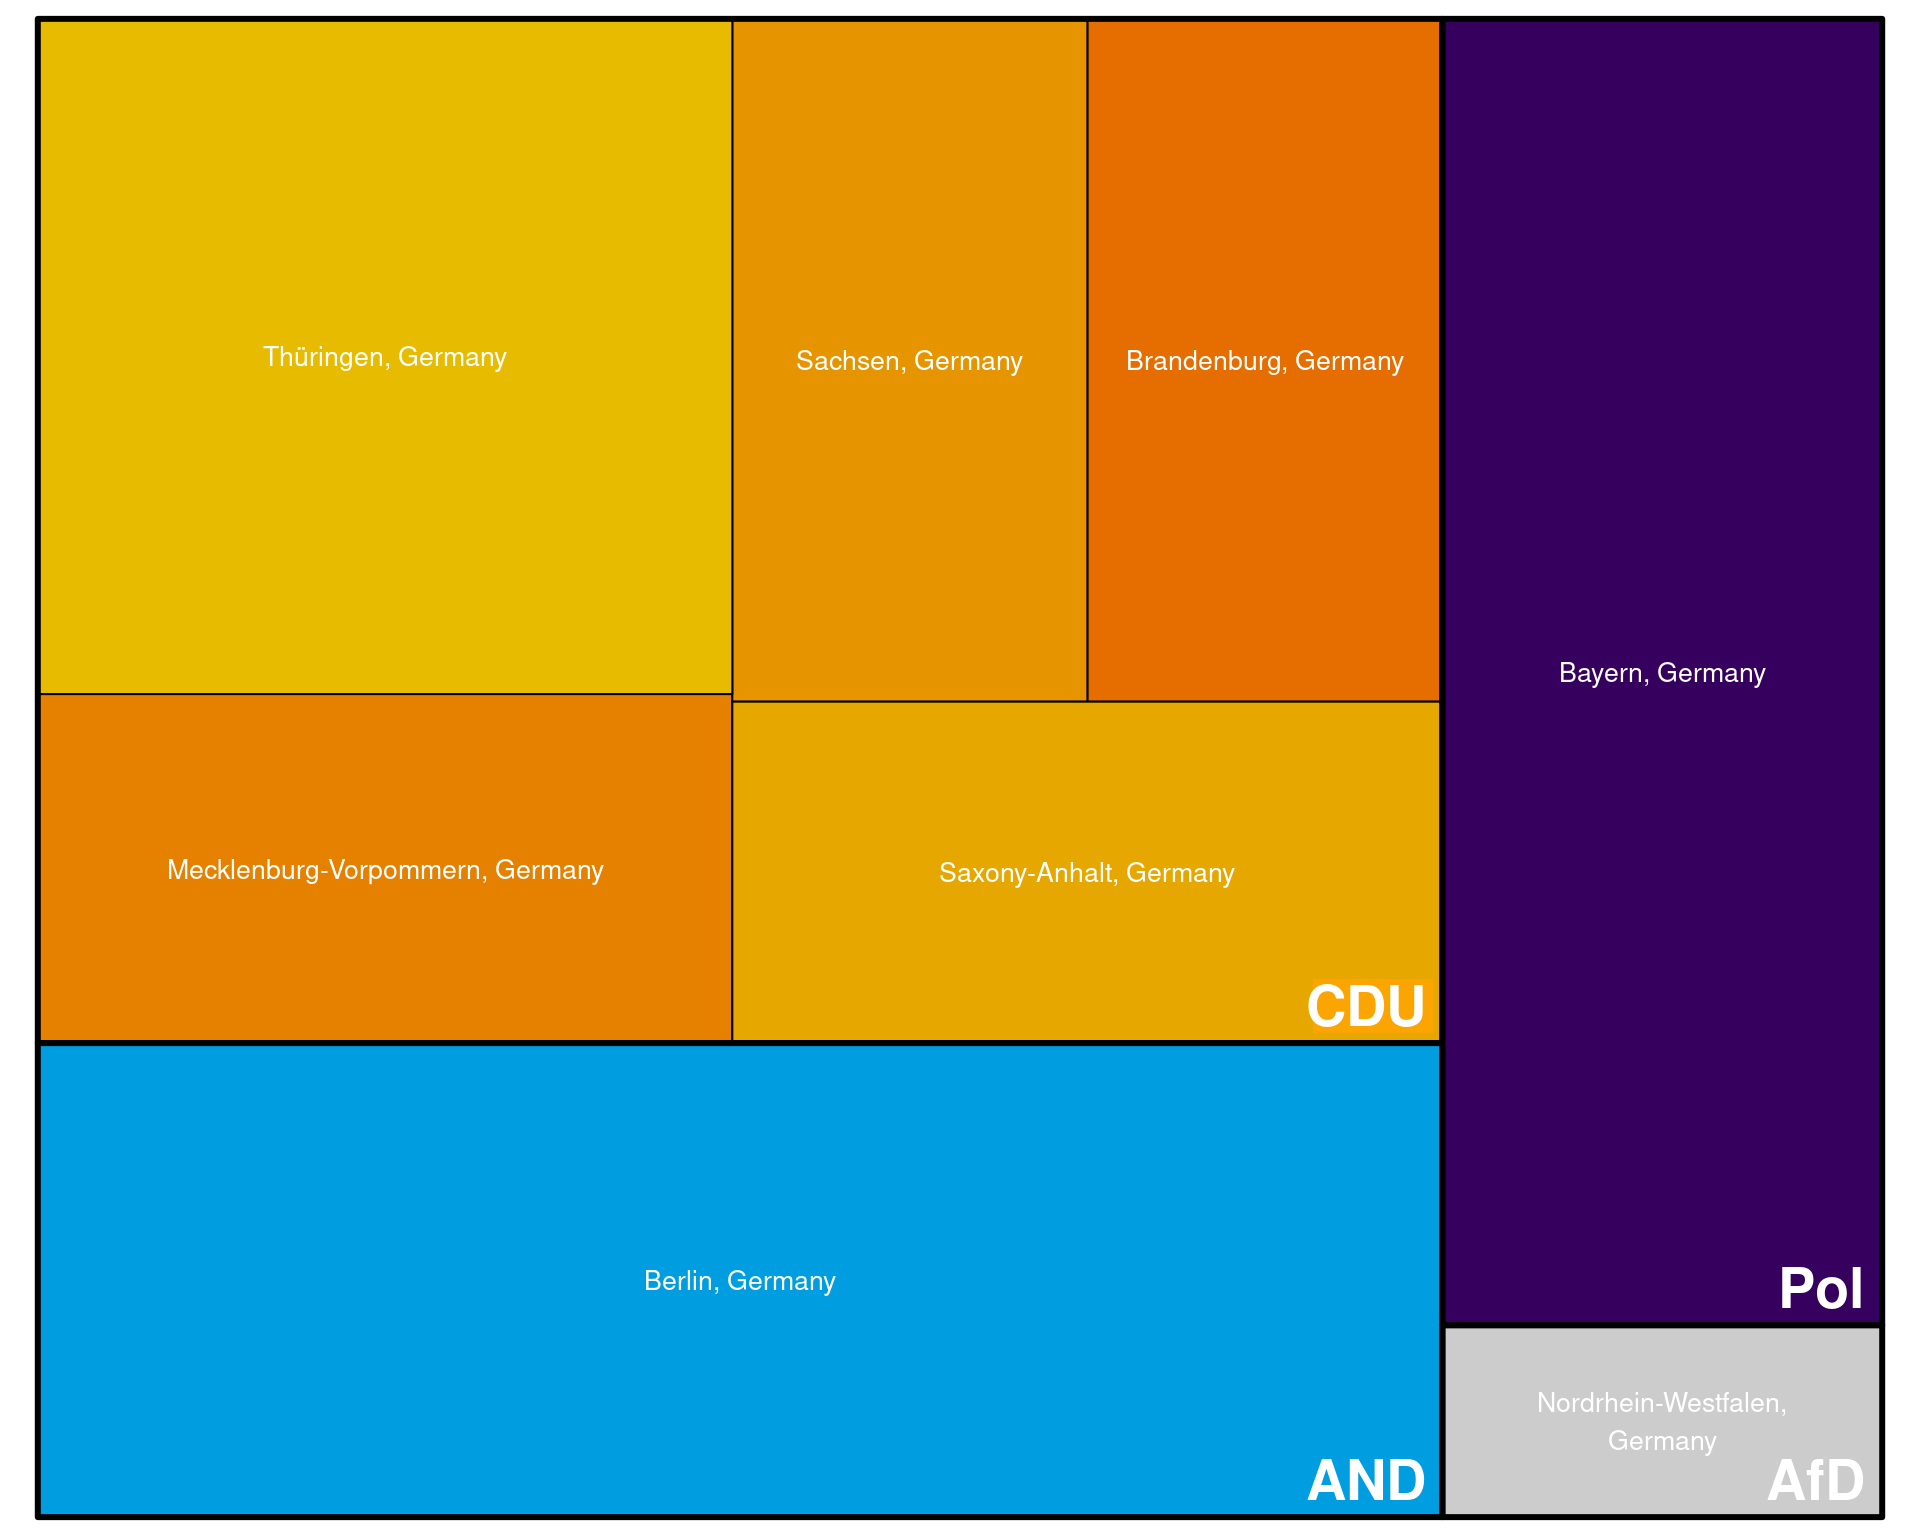 Thüringen, Germany
Sachsen, Germany
Brandenburg, Germany
Bayern, Germany
Mecklenburg-Vorpommern, Germany
Saxony-Anhalt, Germany
CDU
Berlin, Germany
AND
Pol
Nordrhein-Westfalen,
Germany
AfD